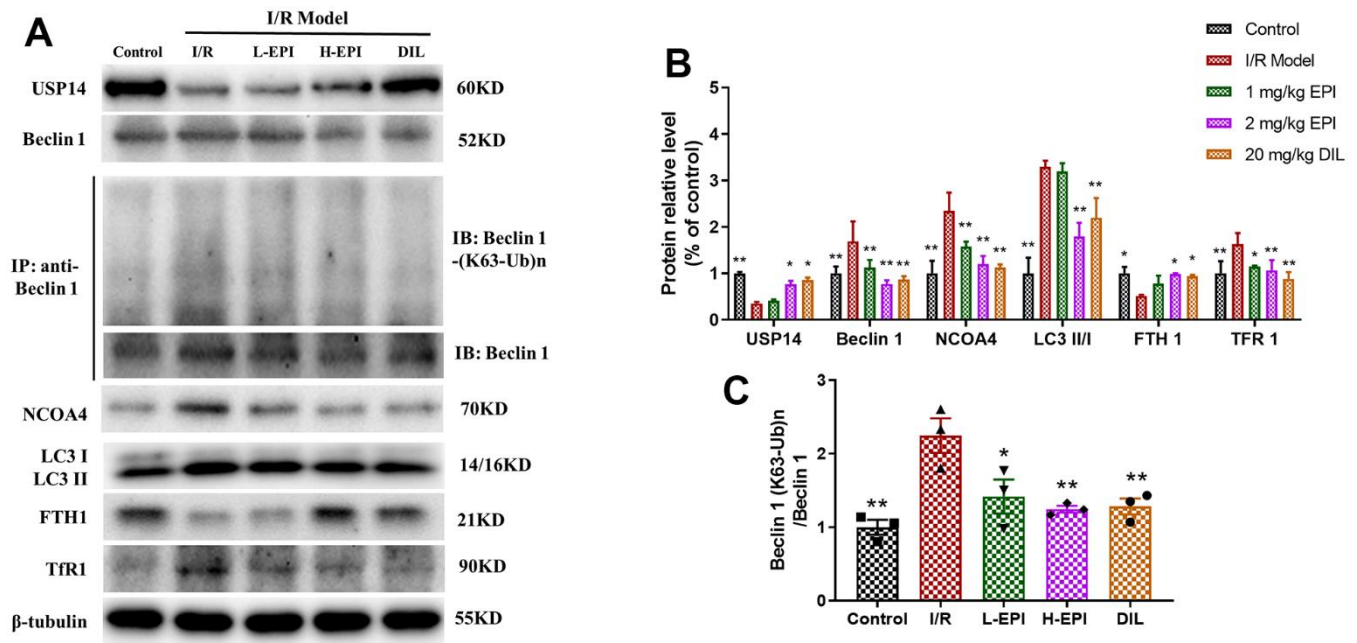 A
I/R Model
Control I/R L-EPI H-EPI DIL
USP14 60KD
Beclin 1 52KD
IP: anti-
Beclin 1
IB: Beclin 1
-(K63-Ub)n
IB: Beclin 1
NCOA4 70KD
LC3 I
LC3 II
14/16KD
FTH1 21KD
TfR1 90KD
β-tubulin 55KD
B
Control
I/R Model
1 mg/kg EPI
2 mg/kg EPI
20 mg/kg DIL
Protein relative level
(% of control)
5
4
3
2
1
0
** * *
** ** ** **
** ** ** **
** ** **
* * *
** * ** **
USP14 Beclin 1 NCOA4 LC3 II/I FTH 1 TFR 1
C
Beclin 1 (K63-Ub)n
/Beclin 1
3
2
1
0
** * ** **
Control I/R L-EPI H-EPI DIL